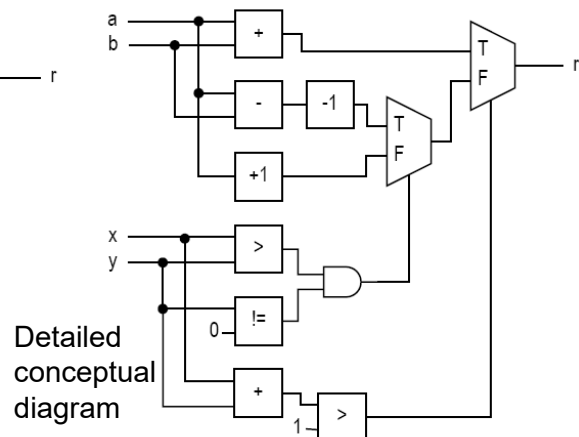 a
b
+
r
T
F
r
-
-1
T
F
+1
x
y
>
0
!=
Detailed
conceptual
diagram
+
1
>